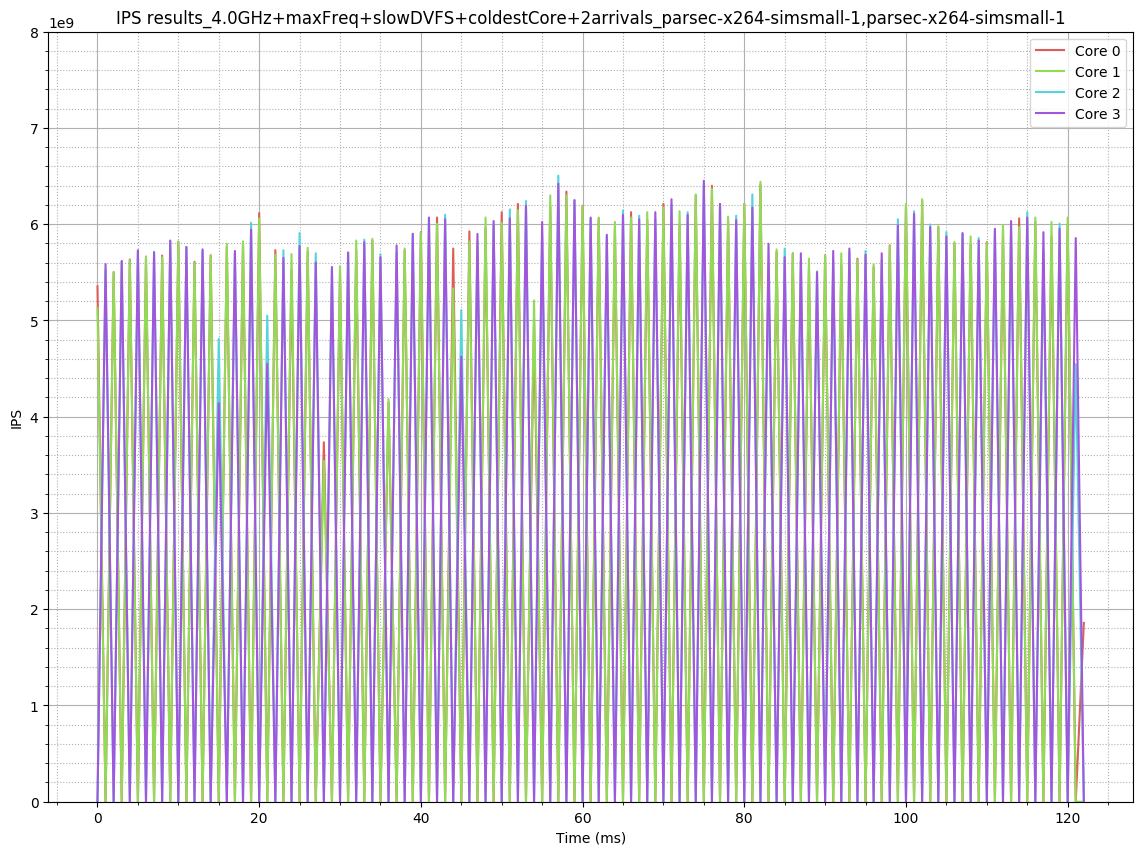 IPS results_4.0GHz+maxFreq+slowDVFS+coldestCore+2arrivals_parsec-x264-simsmall-1,parsec-x264-simsmall-1
1e9
8
7
6
5
4
3
2
1
0
IPS
Core 0
Core 1
Core 2
Core 3
0 20 40 60 80 100 120
Time (ms)